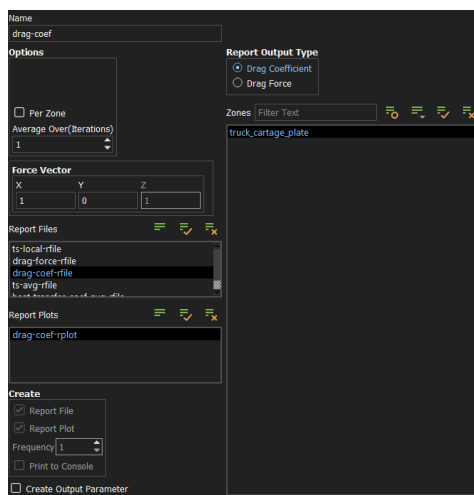 Name
drag-coef
Options
Per Zone
Average Over(Iterations)
1
Report Output Type
Drag Coefficient
Drag Force
Zones Filter Text
truck_cartage_plate
Force Vector
X Y Z
1 0 1
Report Files
ts-local-rfile
drag-force-rfile
drag-coef-rfile
ts-avg-rfile
Report Plots
drag-coef-rplot
Create
Report File
Report Plot
Frequency 1
Print to Console
Create Output Parameter